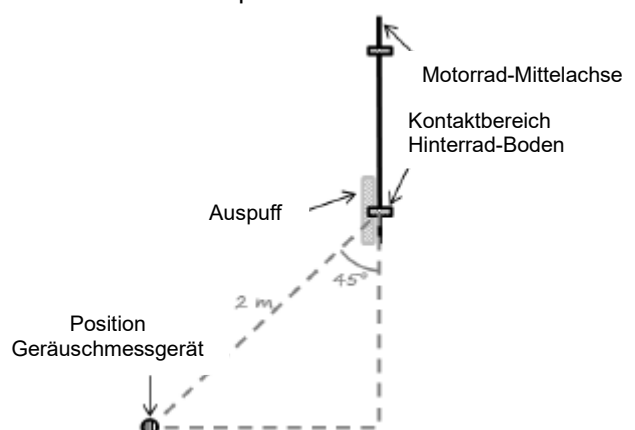 Motorrad-Mittelachse
Kontaktbereich
Hinterrad-Boden
Auspuff
45°
2 m
Position
Geräuschmessgerät